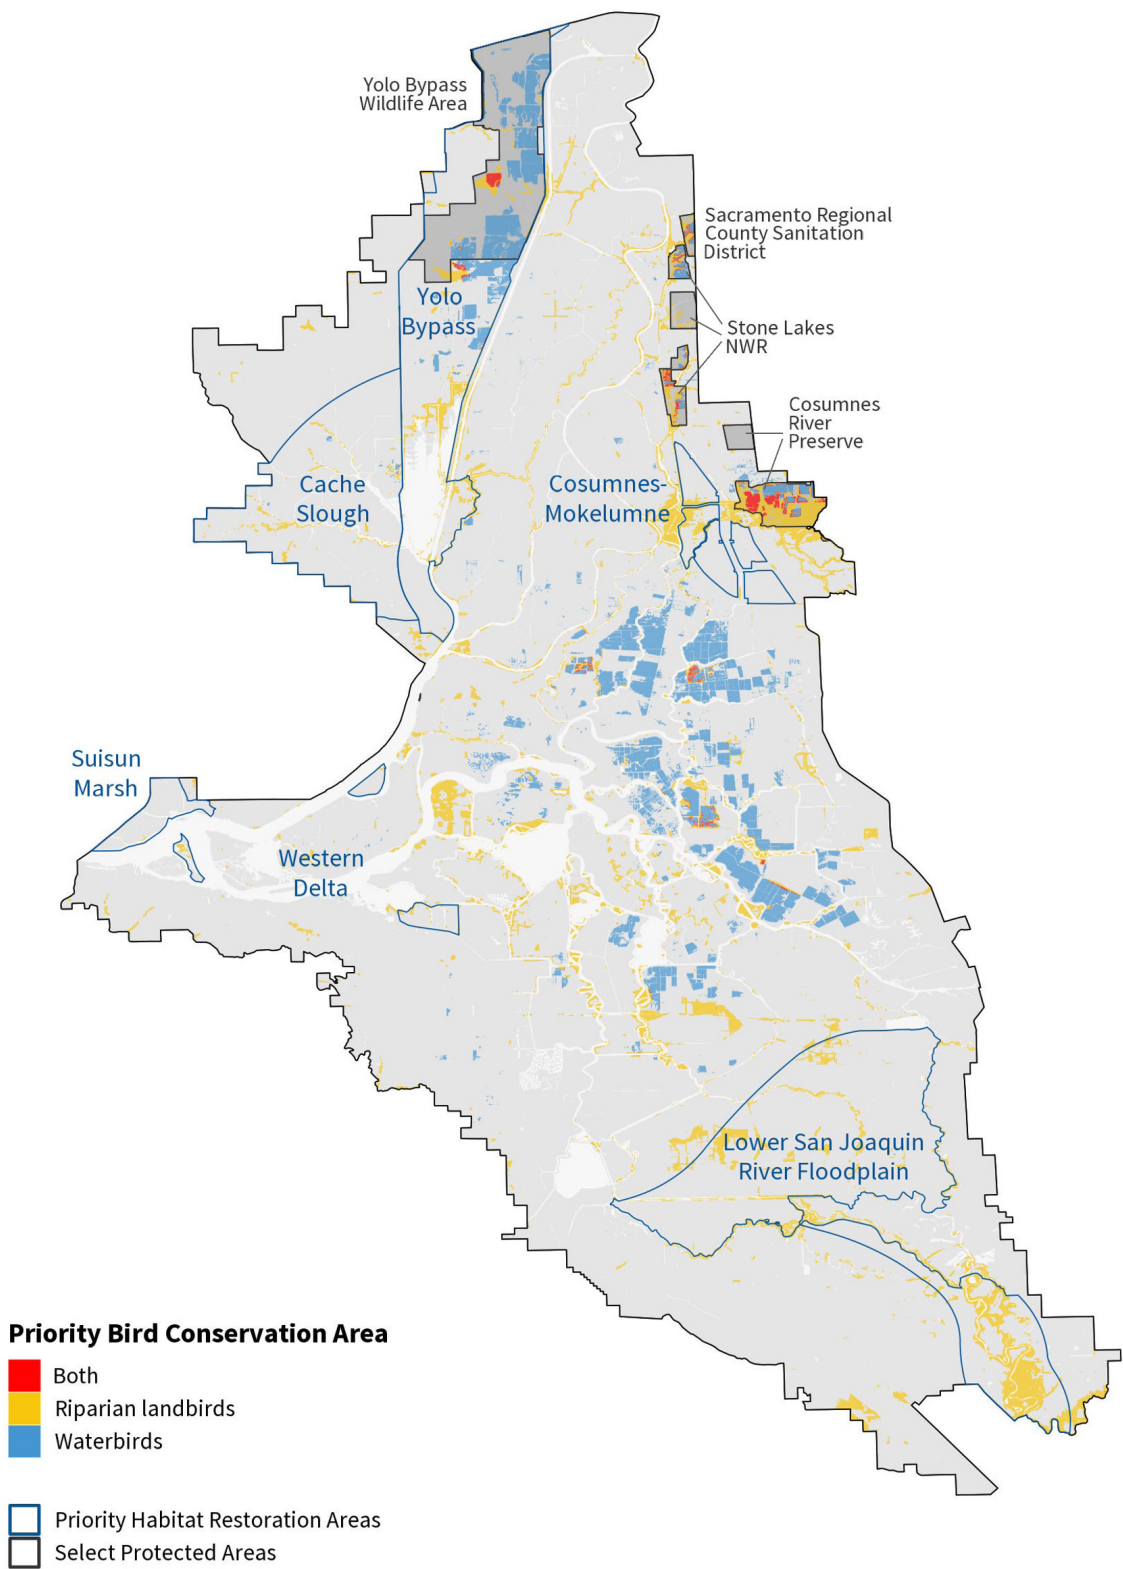 Yolo Bypass
Wildlife Area
Sacramento Regional
County Sanitation
District
Yolo
Bypass
Stone Lakes
NWR
Cosumnes
River
Preserve
Cache
Slough
Cosumnes-
Mokelumne
Suisun
Marsh
Western
Delta
Lower San Joaquin
River Floodplain
Priority Bird Conservation Area
Both
Riparian landbirds
Waterbirds
Priority Habitat Restoration Areas
Select Protected Areas